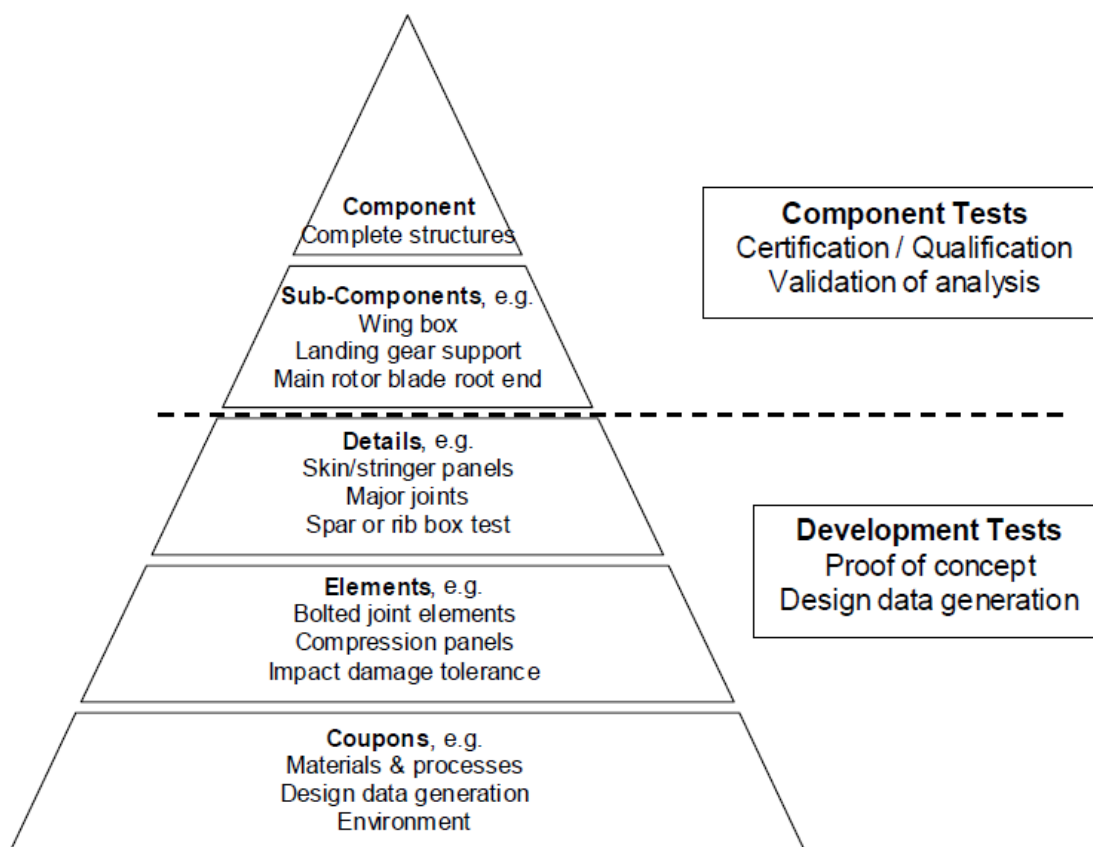 Component
Complete structures
Sub-Components, e.g.
Wing box
Landing gear support
Main rotor blade root end
Details, e.g.
Skin/stringer panels
Major joints
Spar or rib box test
Elements, e.g.
Bolted joint elements
Compression panels
Impact damage tolerance
Coupons, e.g.
Materials & processes
Design data generation
Environment
Component Tests
Certification / Qualification
Validation of analysis
Development Tests
Proof of concept
Design data generation